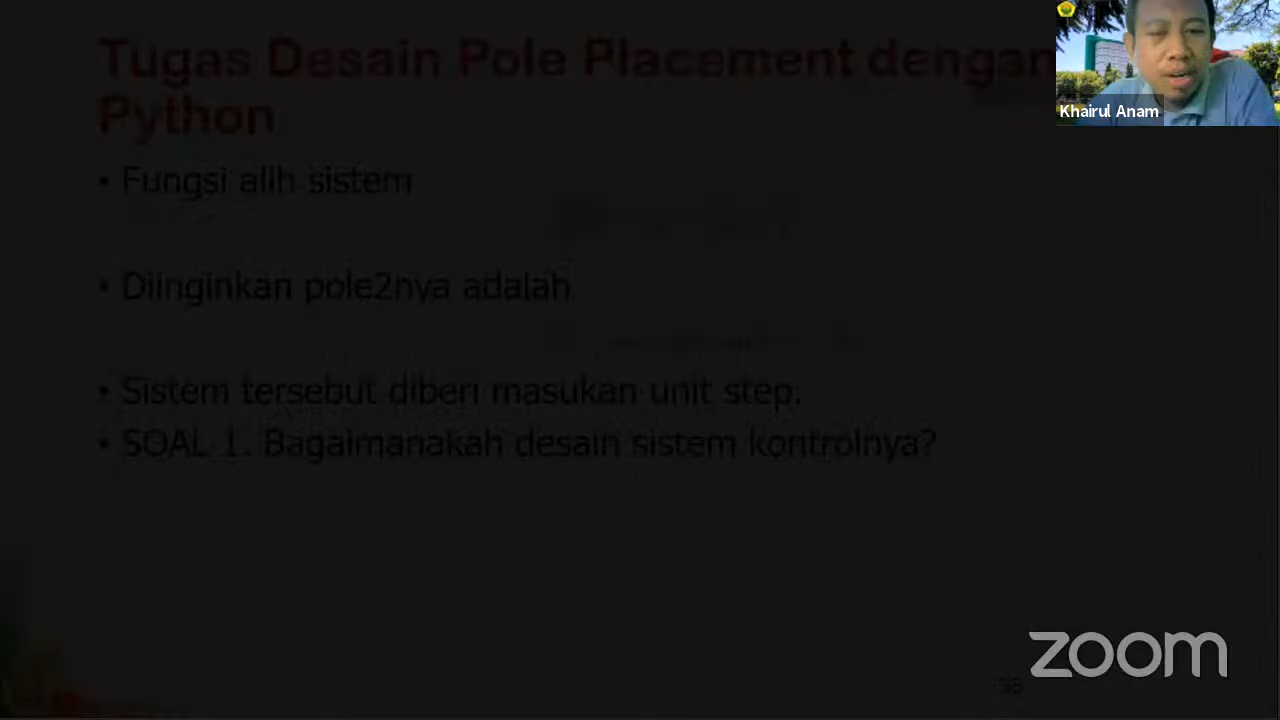 Tugas Desain Pole Placement dengan
Python
• Fungsi alih sistem
• Diinginkan pole2nya adalah
• Sistem tersebut diberi masukan unit step.
• SOAL 1. Bagaimanakah desain sistem kontrolnya?
Khairul Anam
zoom